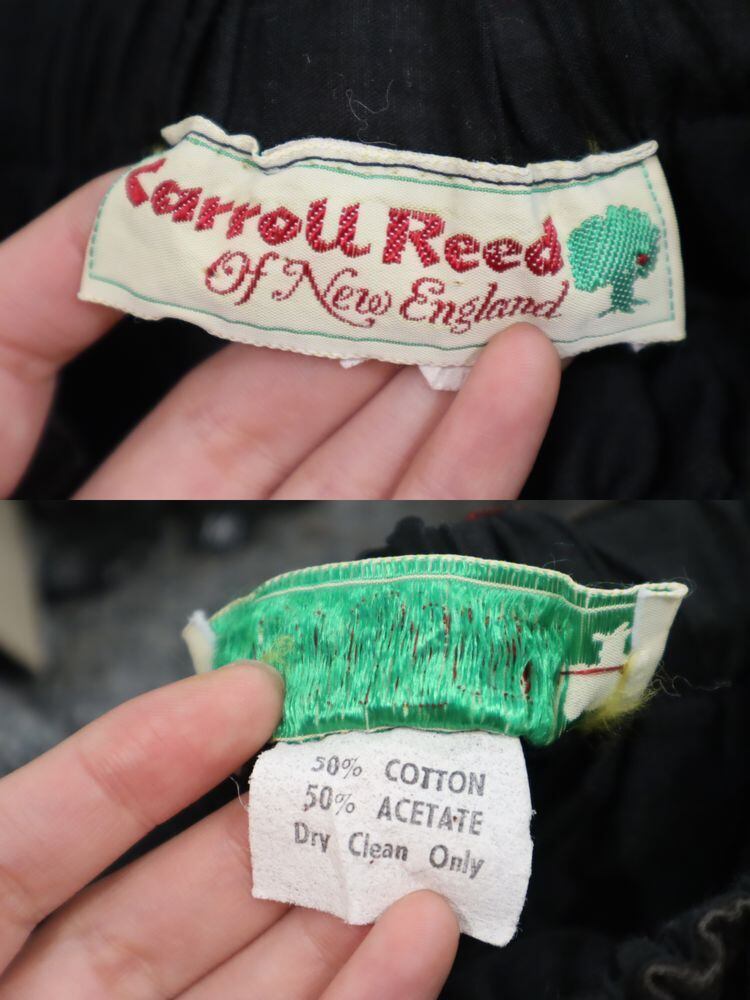 Carroll Reed
Of New England
50% COTTON
50% ACETATE
Dry Clean Only